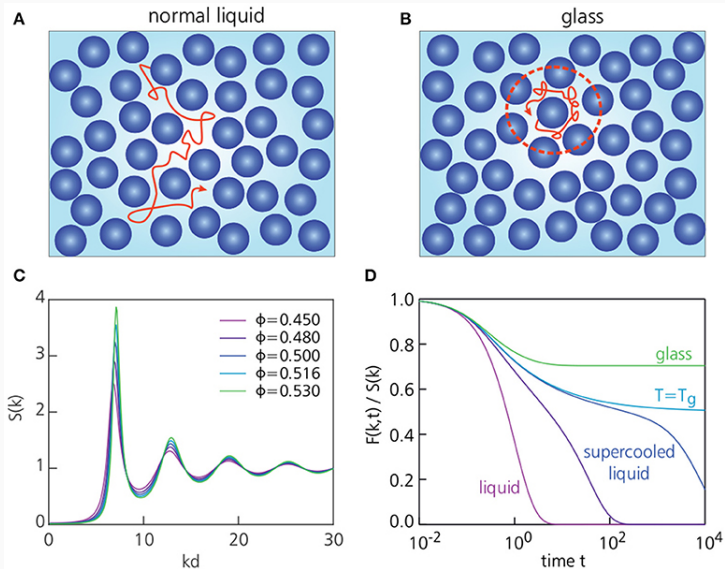 A
normal liquid
B
glass
C
4
3
2
1
0
S(k)
0
10
20
30
kd
ϕ=0.450
ϕ=0.480
ϕ=0.500
ϕ=0.516
ϕ=0.530
D
1.0
0.8
0.6
0.4
0.2
0.0
F(k,t) / S(k)
glass
T=Tg
supercooled
liquid
liquid
10⁻²
10⁰
10²
10⁴
time t